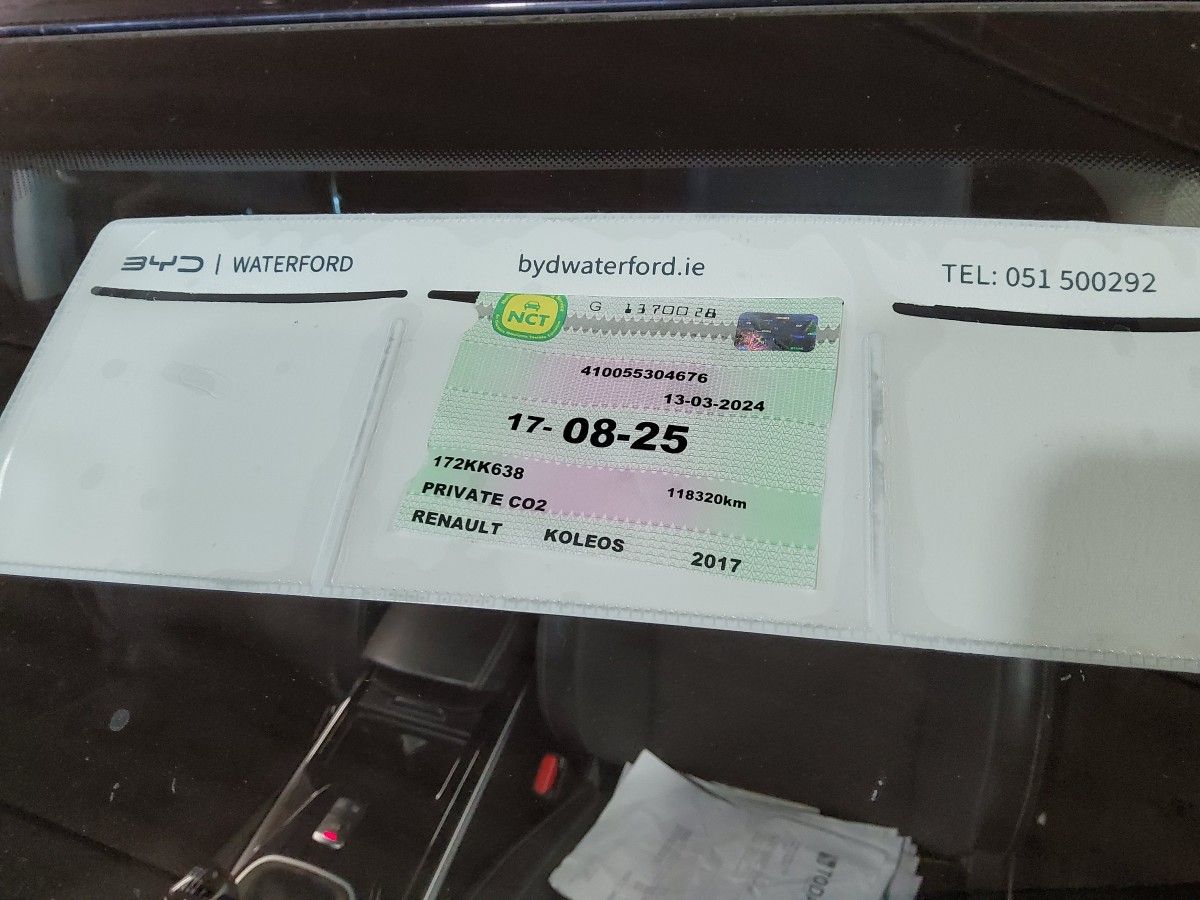 BYD | WATERFORD
bydwaterford.ie
TEL: 051 500292
NCT
G 1370028
410055304676
13-03-2024
17- 08-25
172KK638
118320km
PRIVATE CO2
RENAULT KOLEOS 2017